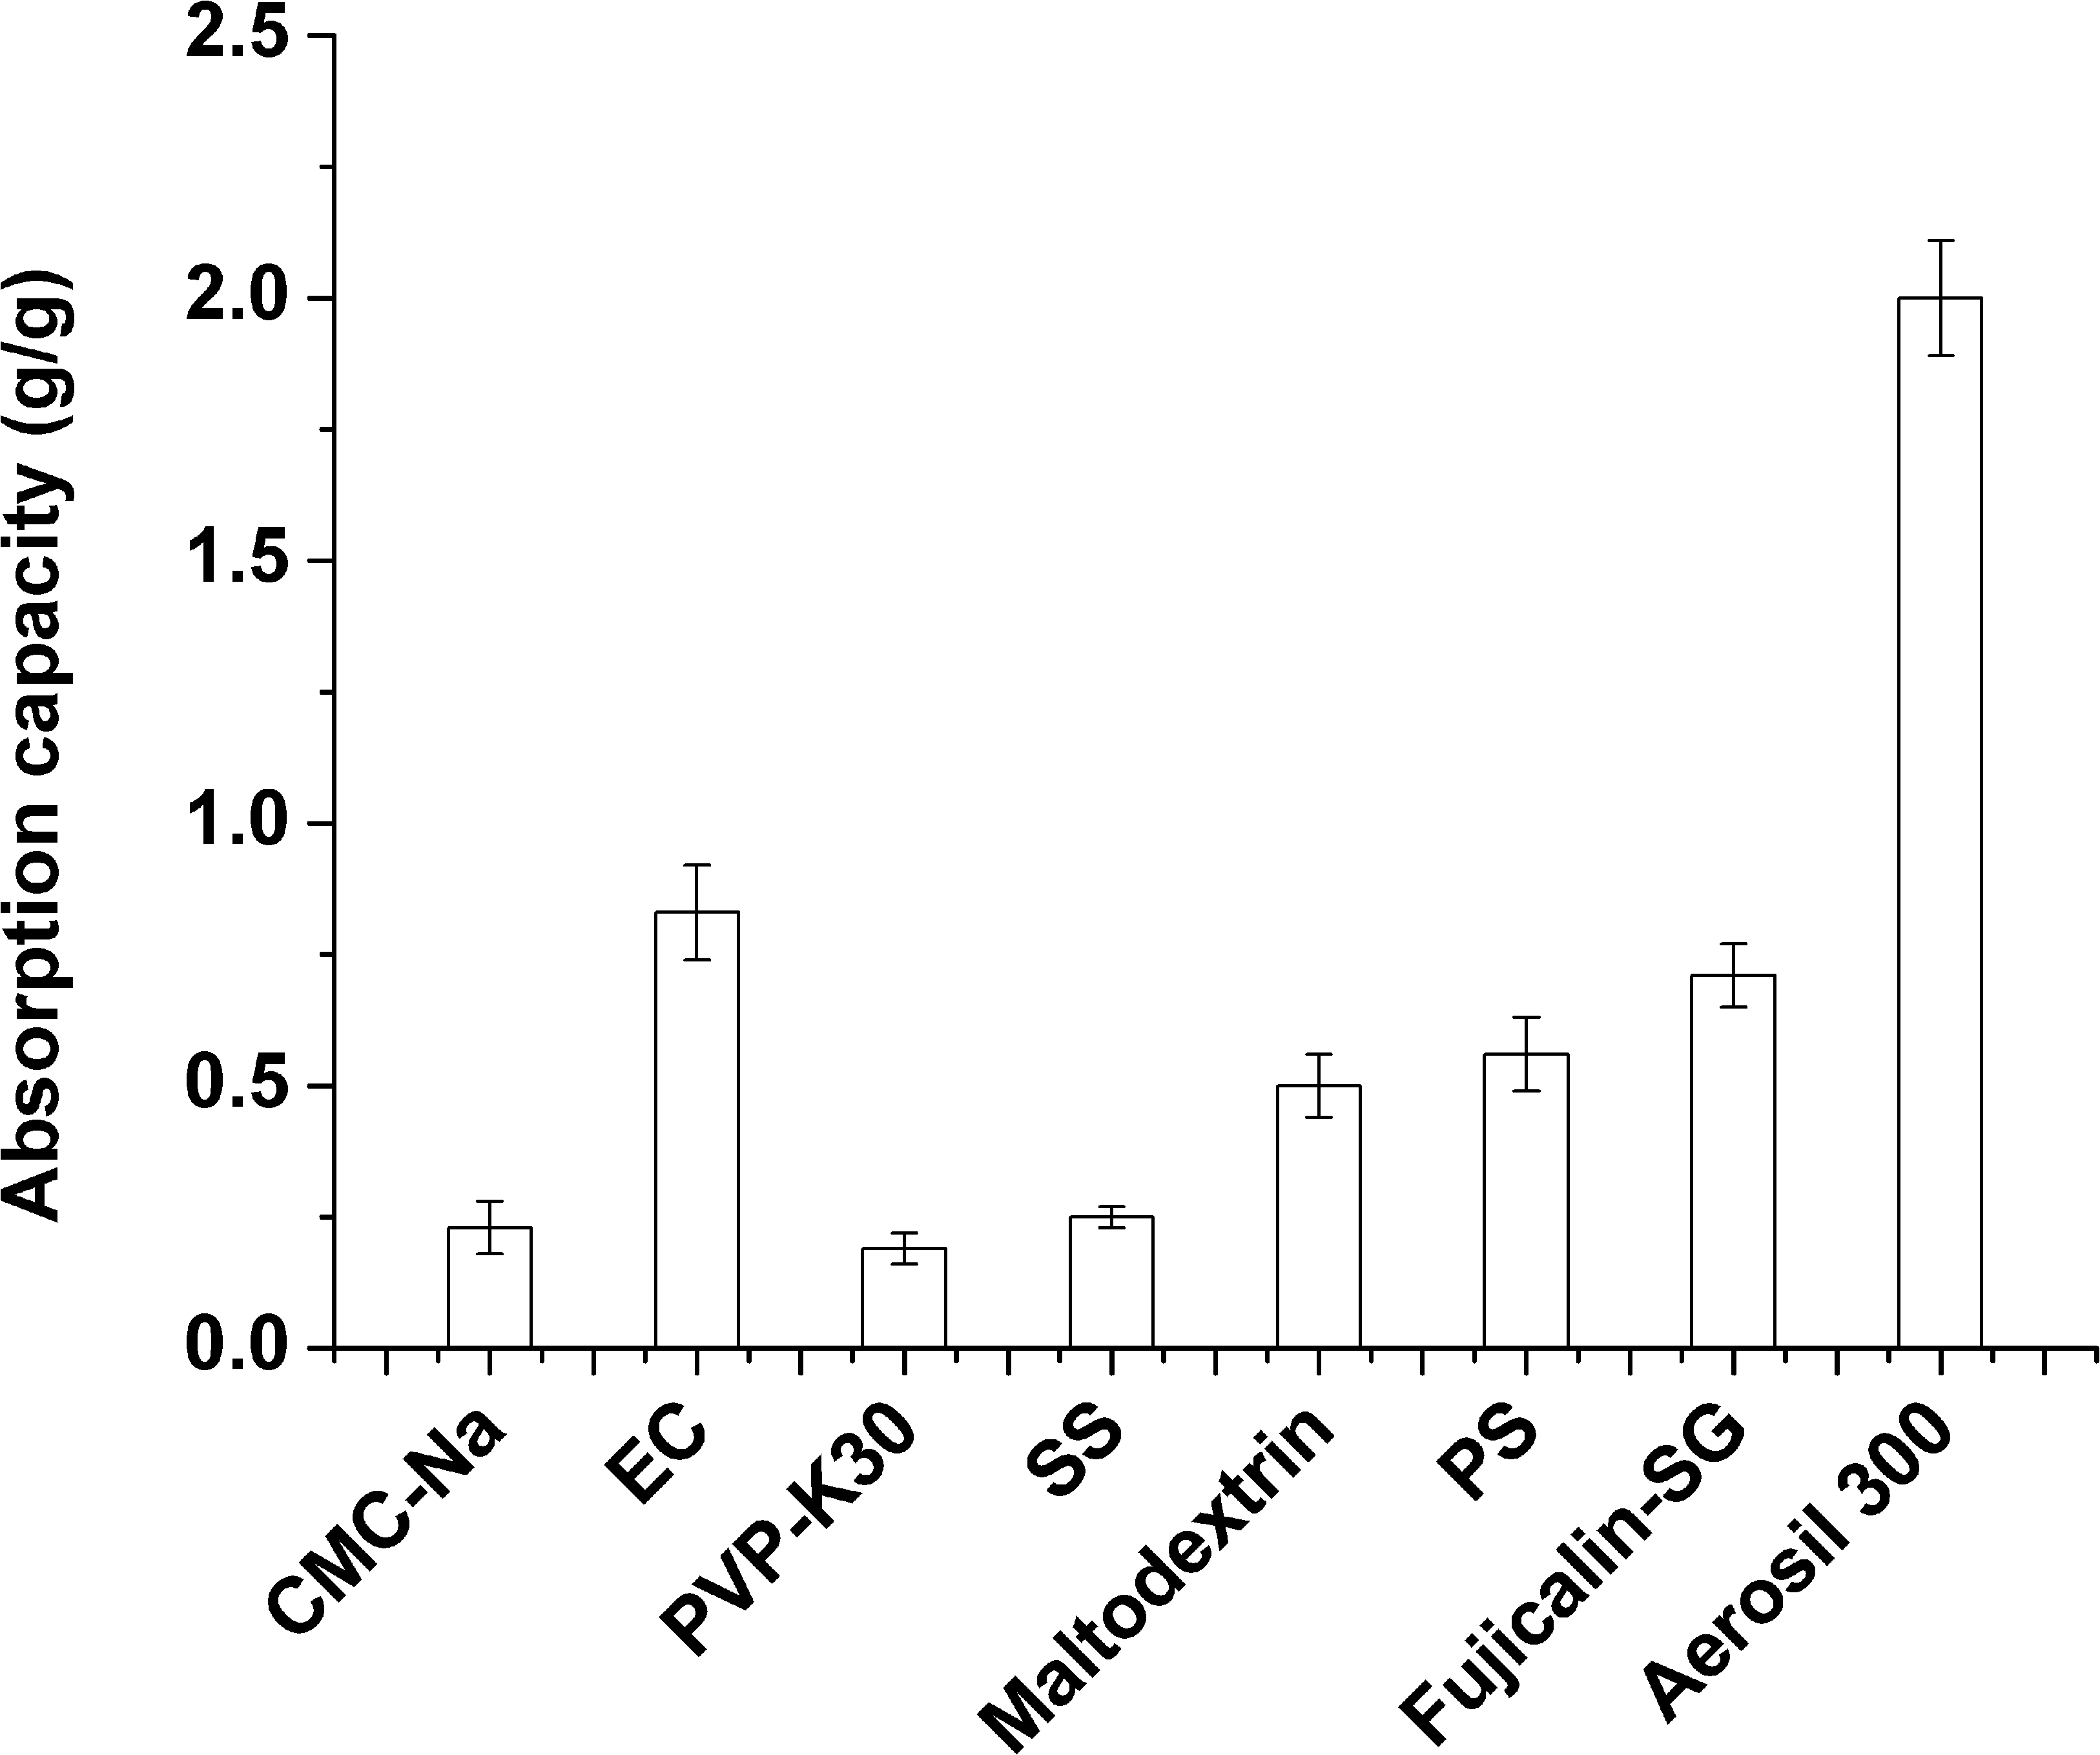 Absorption capacity (g/g)
2.5
2.0
1.5
1.0
0.5
0.0
CMC-Na
EC
PVP-K30
SS
Maltodextrin
PS
Fujicaliin-SG
Aerosil 300